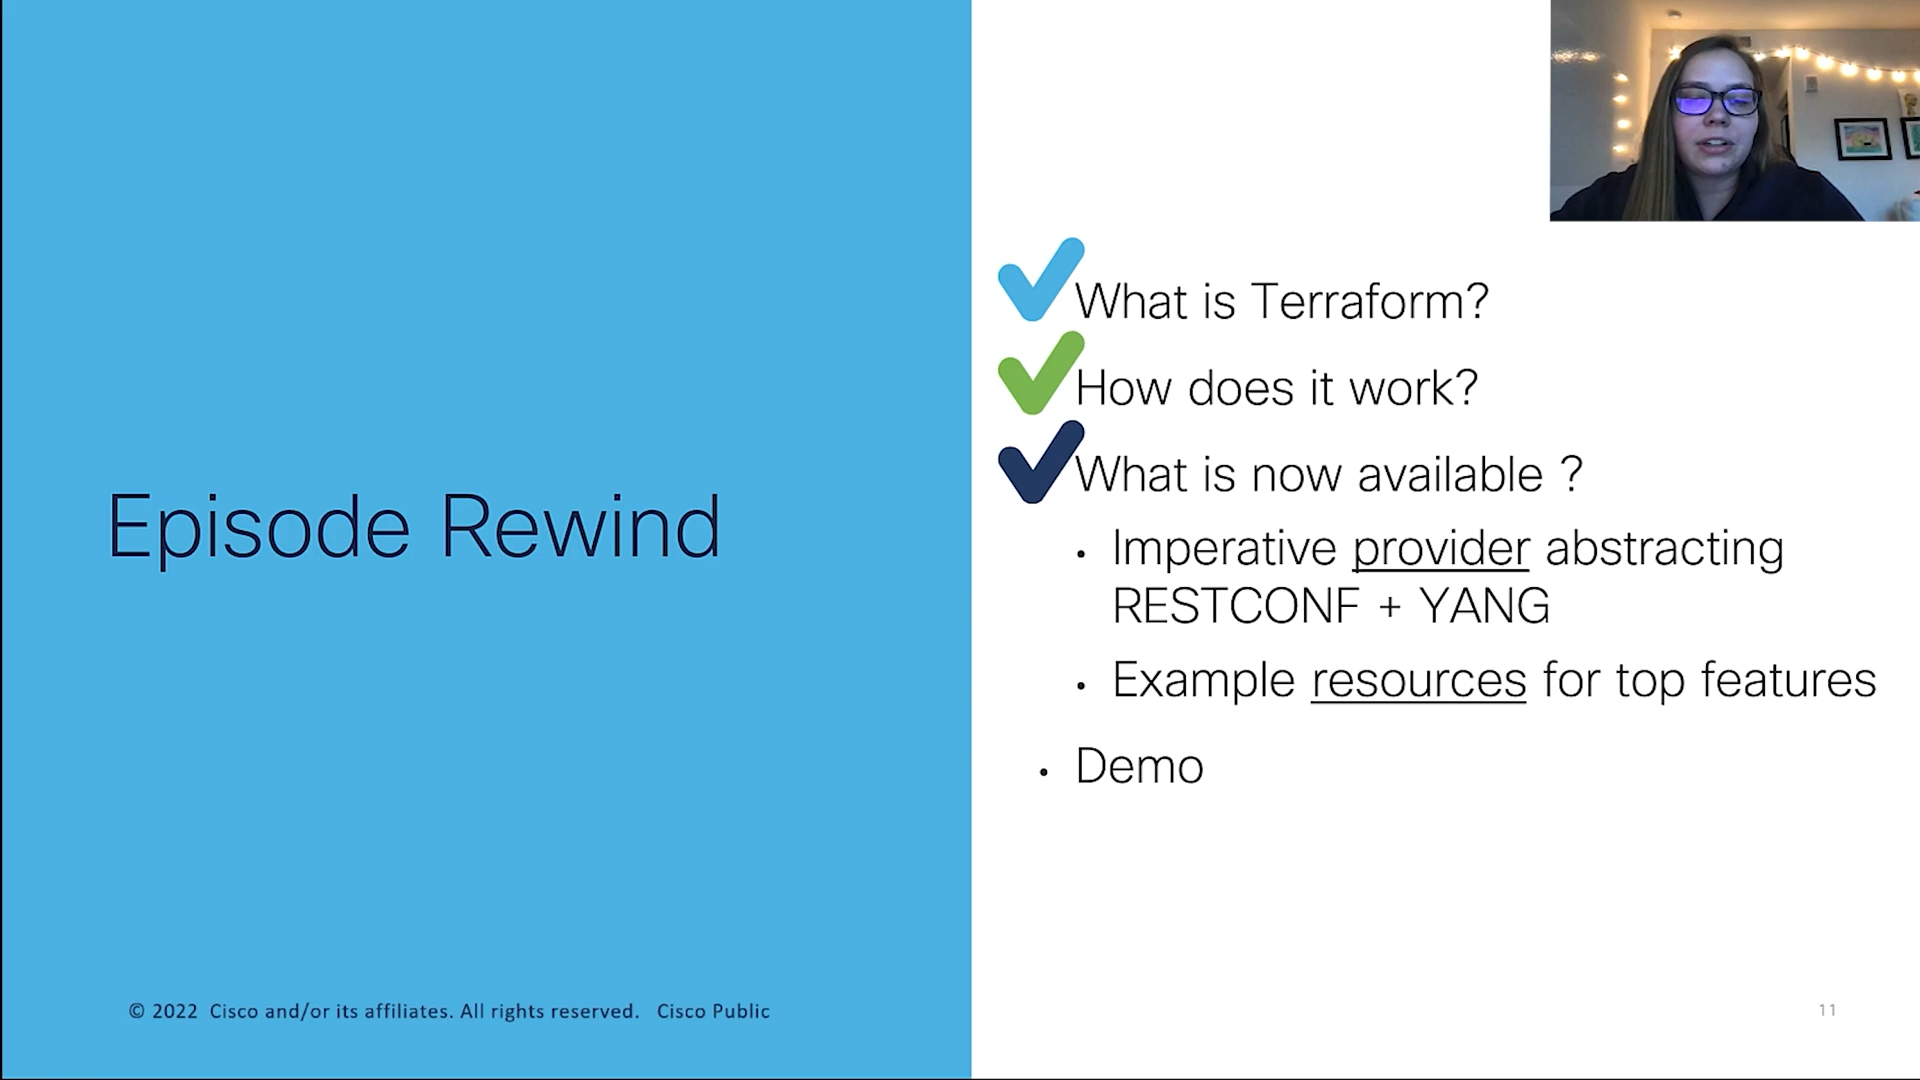 What is Terraform?
How does it work?
What is now available ?
• Imperative provider abstracting
RESTCONF + YANG
• Example resources for top features
• Demo
Episode Rewind
© 2022 Cisco and/or its affiliates. All rights reserved. Cisco Public
11